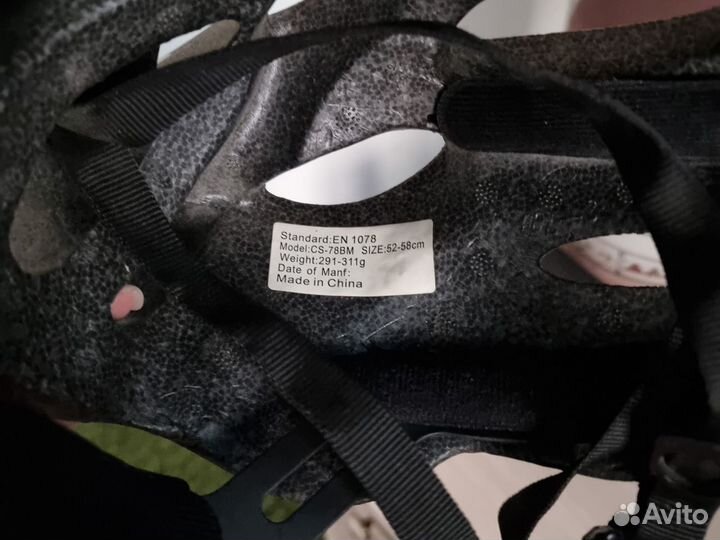 Standard:EN 1078
Model:CS-78BM SIZE:52-58cm
Weight:291-311g
Date of Manf:
Made in China
Avito